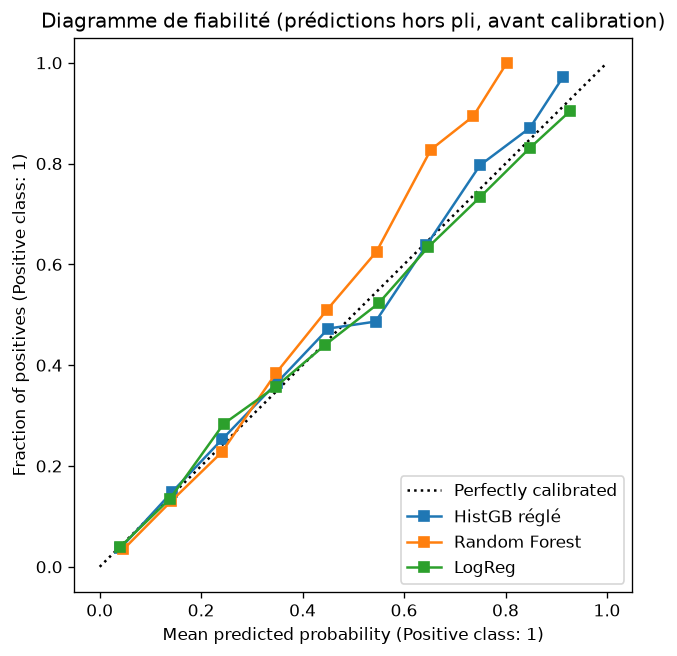 Diagramme de fiabilité (prédictions hors pli, avant calibration)
Fraction of positives (Positive class: 1)
1.0
0.8
0.6
0.4
0.2
0.0
Perfectly calibrated
HistGB réglé
Random Forest
LogReg
0.0 0.2 0.4 0.6 0.8 1.0
Mean predicted probability (Positive class: 1)